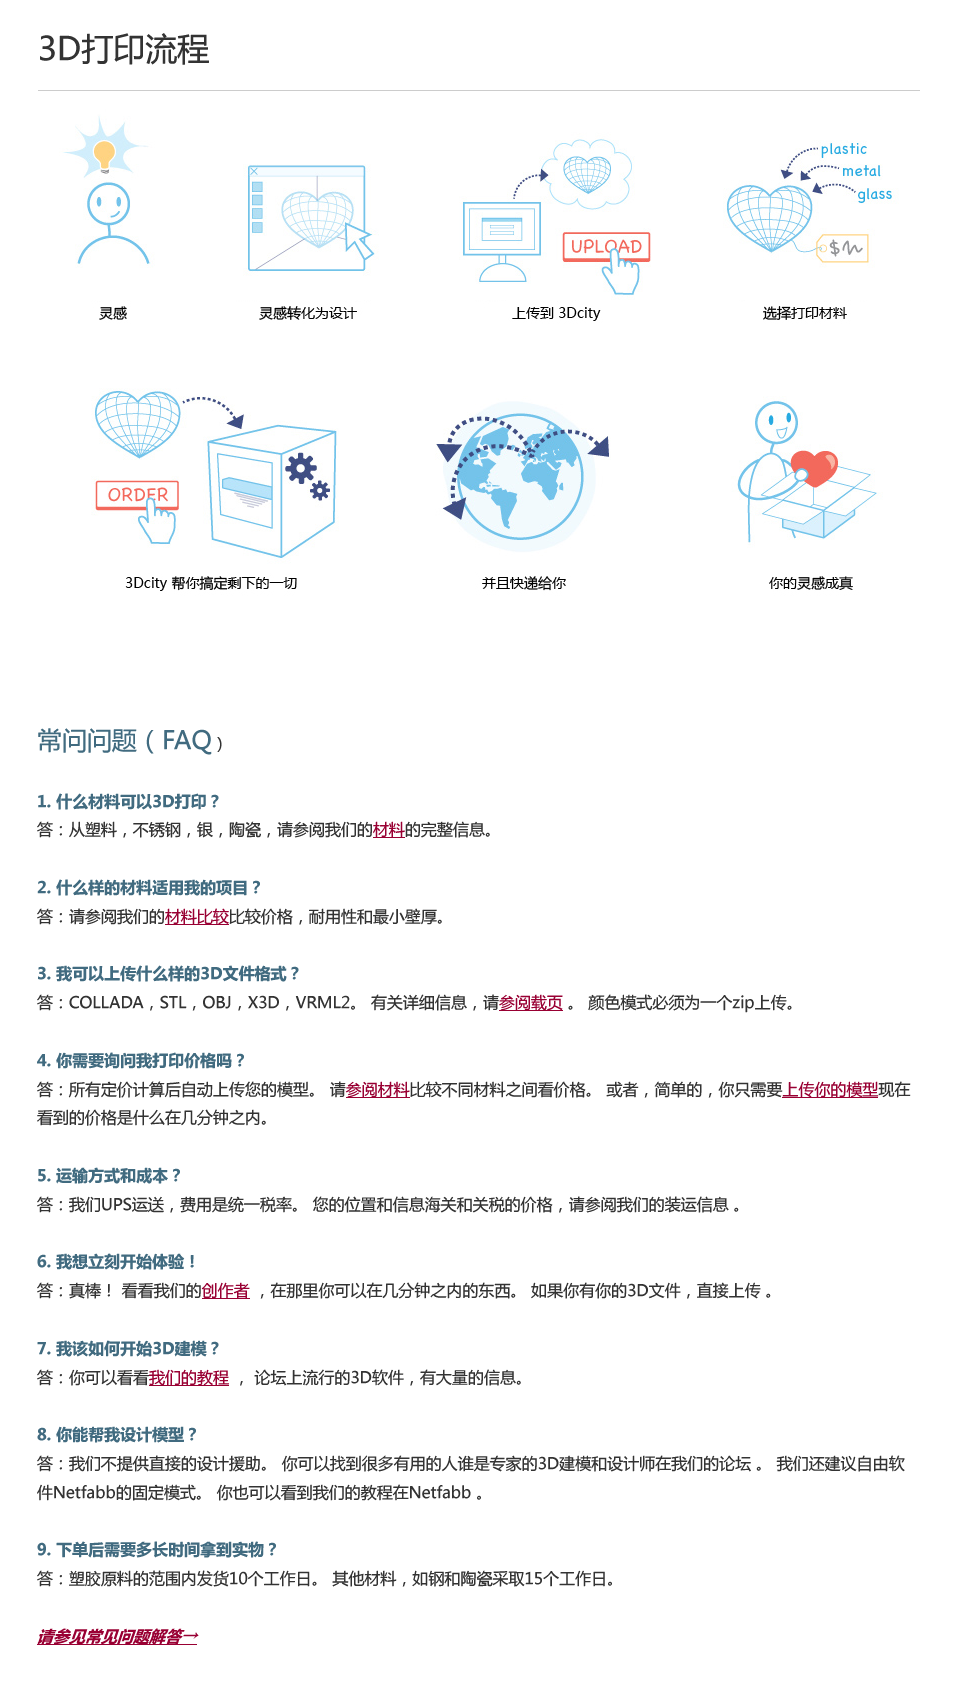 3D打印流程
plastic
metal
glass
UPLOAD
$
灵感
灵感转化为设计
上传到 3Dcity
选择打印材料
ORDER
3Dcity 帮你搞定剩下的一切
并且快递给你
你的灵感成真
常问问题（FAQ）
1. 什么材料可以3D打印？
答：从塑料，不锈钢，银，陶瓷，请参阅我们的材料的完整信息。
2. 什么样的材料适用我的项目？
答：请参阅我们的材料比较比较价格，耐用性和最小壁厚。
3. 我可以上传什么样的3D文件格式？
答：COLLADA，STL，OBJ，X3D，VRML2。 有关详细信息，请参阅载页 。 颜色模式必须为一个zip上传。
4. 你需要询问我打印价格吗？
答：所有定价计算后自动上传您的模型。 请参阅材料比较不同材料之间看价格。 或者，简单的，你只需要上传你的模型现在
看到的价格是什么在几分钟之内。
5. 运输方式和成本？
答：我们UPS运送，费用是统一税率。 您的位置和信息海关和关税的价格，请参阅我们的装运信息 。
6. 我想立刻开始体验！
答：真棒！ 看看我们的创作者 ，在那里你可以在几分钟之内的东西。 如果你有你的3D文件，直接上传 。
7. 我该如何开始3D建模？
答：你可以看看我们的教程 ， 论坛上流行的3D软件，有大量的信息。
8. 你能帮我设计模型？
答：我们不提供直接的设计援助。 你可以找到很多有用的人谁是专家的3D建模和设计师在我们的论坛 。 我们还建议自由软
件Netfabb的固定模式。 你也可以看到我们的教程在Netfabb 。
9. 下单后需要多长时间拿到实物？
答：塑胶原料的范围内发货10个工作日。 其他材料，如钢和陶瓷采取15个工作日。
请参见常见问题解答→